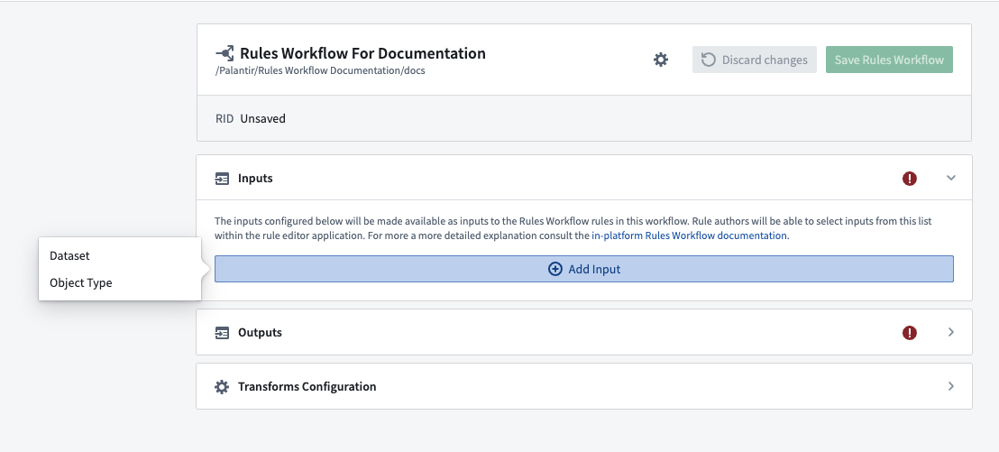 Rules Workflow For Documentation
/Palantir/Rules Workflow Documentation/docs
Discard changes
Save Rules Workflow
RID Unsaved
Inputs
The inputs configured below will be made available as inputs to the Rules Workflow rules in this workflow. Rule authors will be able to select inputs from this list
within the rule editor application. For more a more detailed explanation consult the in-platform Rules Workflow documentation.
Dataset
Object Type
Add Input
Outputs
Transforms Configuration